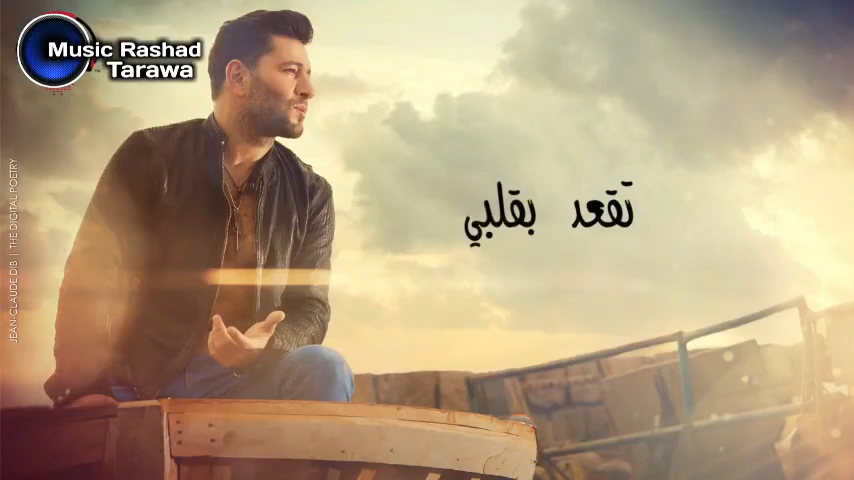 Music Rashad
Tarawa
تقعد بقلبي
JEAN-CLAUDE DIB | THE DIGITAL POETRY